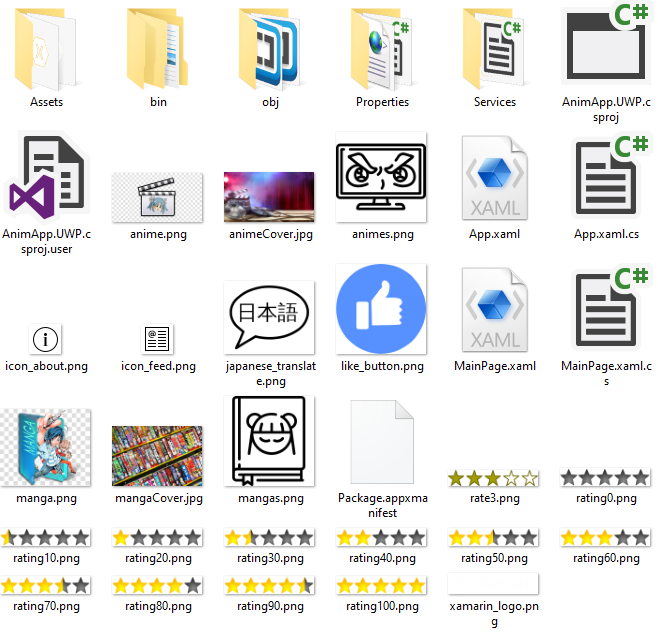 Assets
bin
obj
C#
Properties
C#
Services
C#
AnimApp.UWP.c
sproj
AnimApp.UWP.c
sproj.user
anime.png
animeCover.jpg
animes.png
XAML
App.xaml
C#
App.xaml.cs
icon_about.png
icon_feed.png
日本語
japanese_translat
e.png
like_button.png
XAML
MainPage.xaml
C#
MainPage.xaml.c
s
MANGA
manga.png
mangaCover.jpg
mangas.png
Package.appxma
nifest
rate3.png
rating0.png
rating10.png
rating20.png
rating30.png
rating40.png
rating50.png
rating60.png
rating70.png
rating80.png
rating90.png
rating100.png
xamarin_logo.pn
g